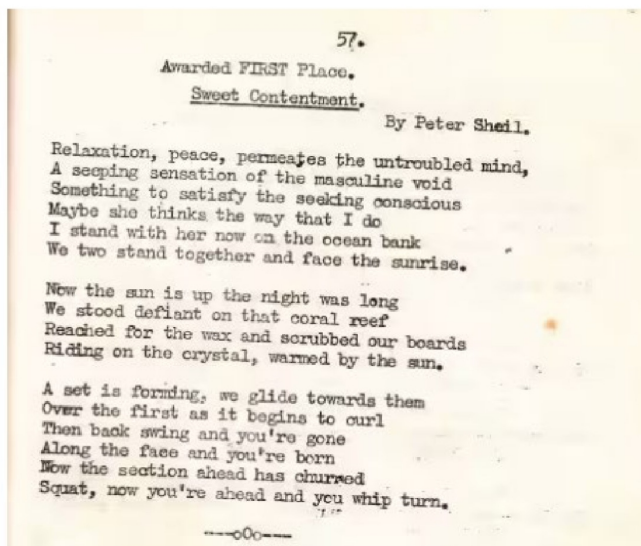 57.
Awarded FIRST Place.
Sweet Contentment.
By Peter Sheil.
Relaxation, peace, permeates the untroubled mind,
A seeping sensation of the masculine void
Something to satisfy the seeking conscious
Maybe she thinks the way that I do
I stand with her now on the ocean bank
We two stand together and face the sunrise.
Now the sun is up the night was long
We stood defiant on that coral reef
Reached for the wax and scrubbed our boards
Riding on the crystal, warmed by the sun.
A set is forming, we glide towards them
Over the first as it begins to curl
Then back swing and you're gone
Along the face and you're born
Now the section ahead has churned
Squat, now you're ahead and you whip turn.
----oOo----